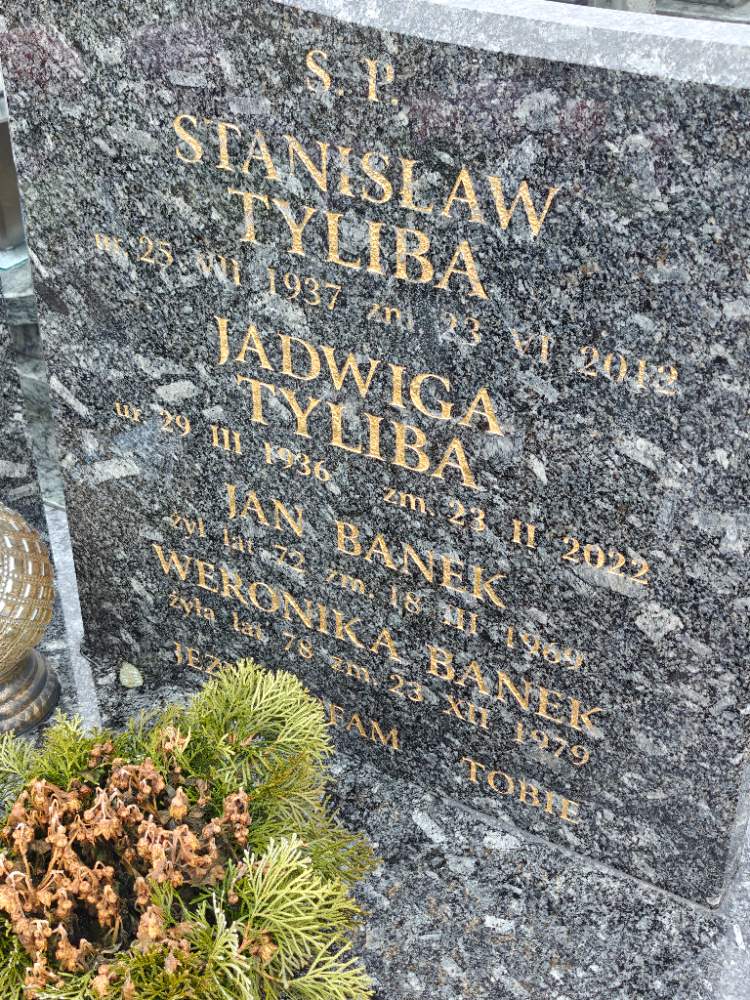 S. P.
STANISŁAW
TYLIBA
ur. 25 VIII 1937 zm. 23 VI 2012
JADWIGA
TYLIBA
ur. 29 III 1936 zm. 23 II 2022
JAN BANEK
żył lat 72 zm. 18 III 1969
WERONIKA BANEK
żyła lat 78 zm. 23 XII 1979
TOBIE